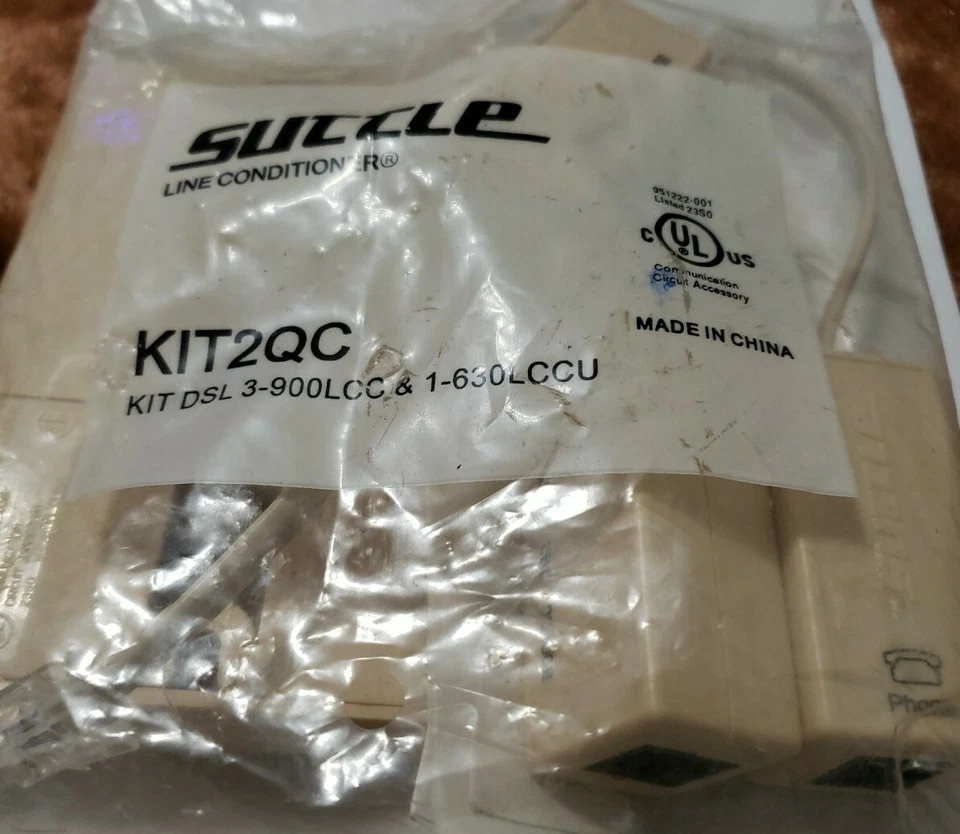 SUTTLE
LINE CONDITIONER®
951222-001
Listed 23S0
C UL® US
Communication
Circuit Accessory
MADE IN CHINA
KIT2QC
KIT DSL 3-900LCC & 1-630LCCU